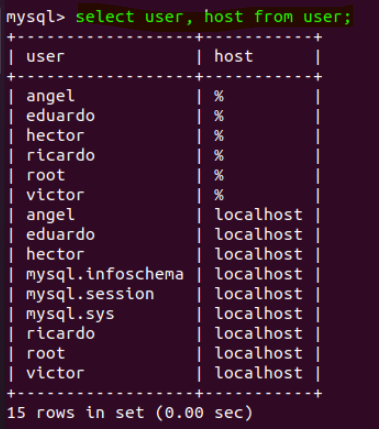 mysql> select user, host from user;
+------------------+-----------+
| user             | host      |
+------------------+-----------+
| angel            | %         |
| eduardo          | %         |
| hector           | %         |
| ricardo          | %         |
| root             | %         |
| victor           | %         |
| angel            | localhost |
| eduardo          | localhost |
| hector           | localhost |
| mysql.infoschema | localhost |
| mysql.session    | localhost |
| mysql.sys        | localhost |
| ricardo          | localhost |
| root             | localhost |
| victor           | localhost |
+------------------+-----------+
15 rows in set (0.00 sec)